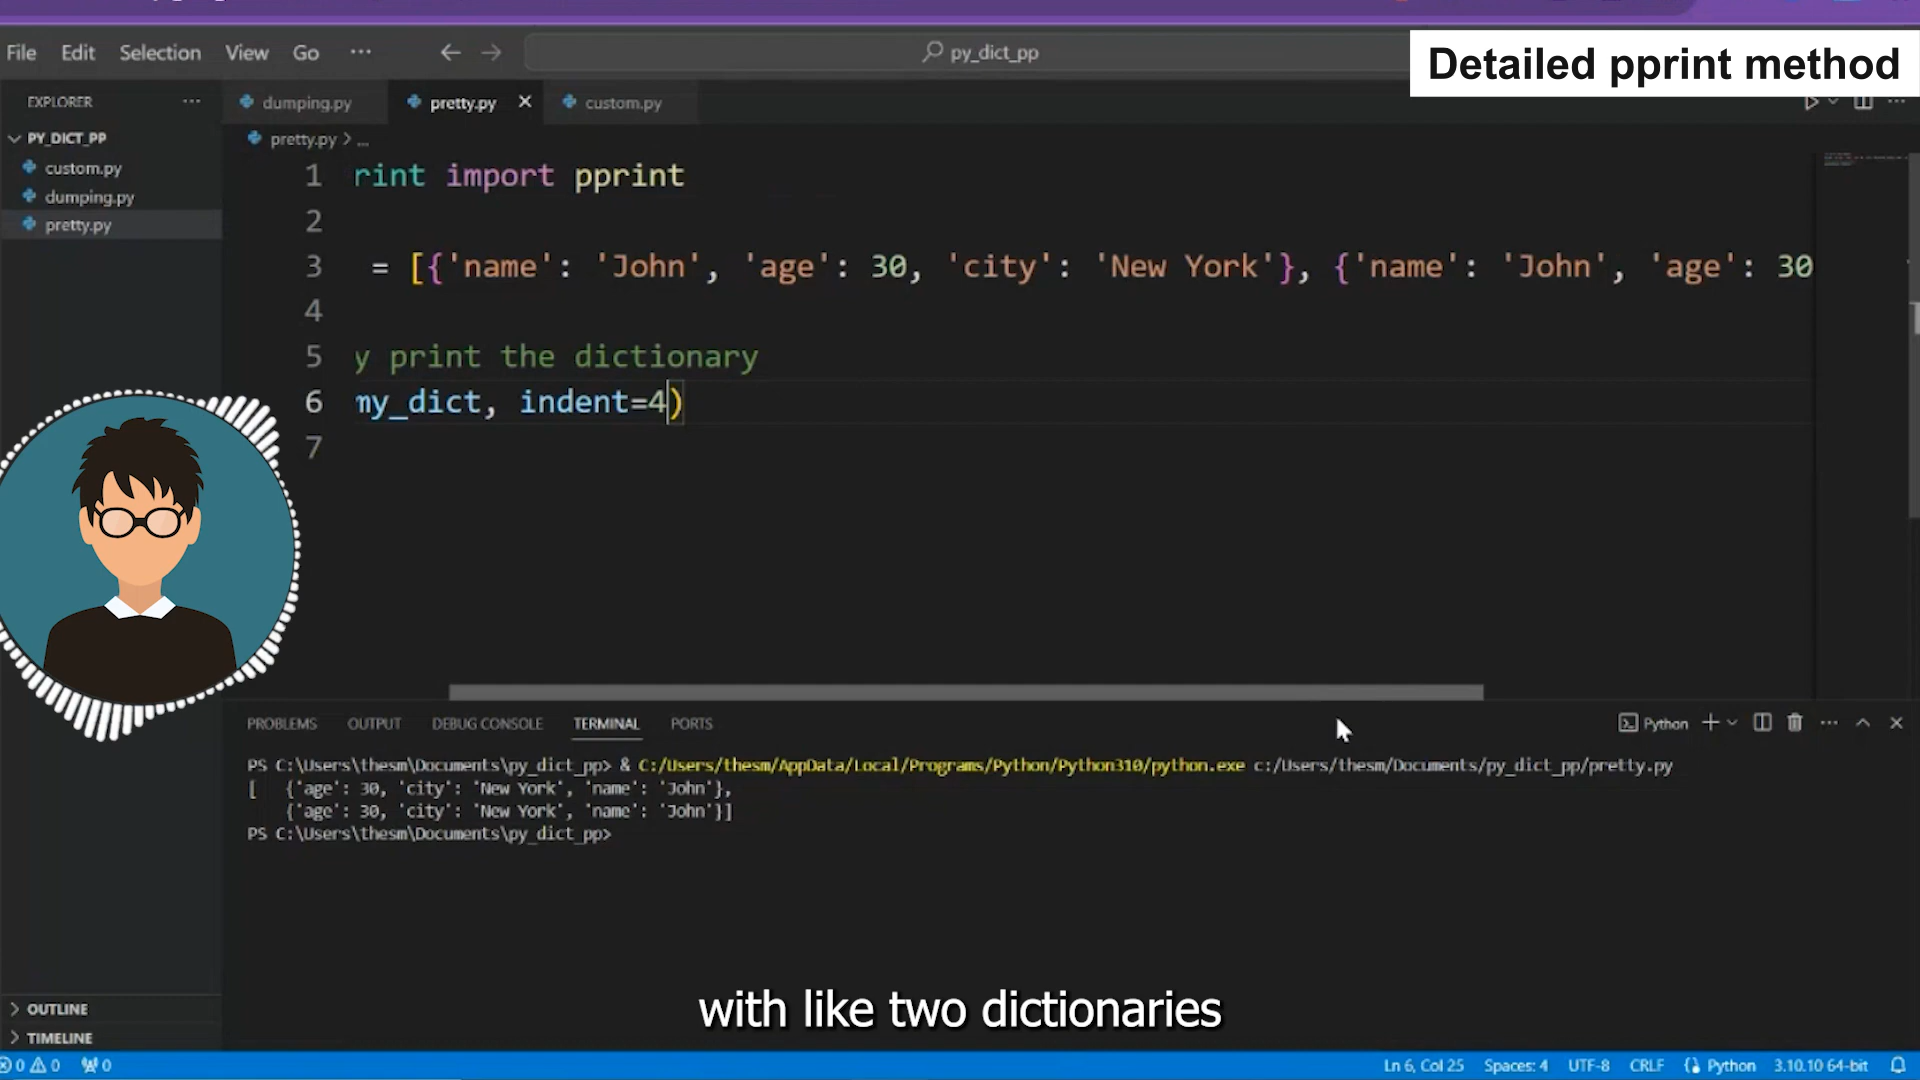 File Edit Selection View Go ···
py_dict_pp
Detailed pprint method
EXPLORER ···
dumping.py
pretty.py
custom.py
PY_DICT_PP
custom.py
dumping.py
pretty.py
pretty.py > ...
1 rint import pprint
2
3 = [{'name': 'John', 'age': 30, 'city': 'New York'}, {'name': 'John', 'age': 30
4
5 y print the dictionary
6 my_dict, indent=4)
7
PROBLEMS OUTPUT DEBUG CONSOLE TERMINAL PORTS
Python
PS C:\Users\thesm\Documents\py_dict_pp> & C:/Users/thesm/AppData/Local/Programs/Python/Python310/python.exe c:/Users/thesm/Documents/py_dict_pp/pretty.py
[   {'age': 30, 'city': 'New York', 'name': 'John'},
    {'age': 30, 'city': 'New York', 'name': 'John'}]
PS C:\Users\thesm\Documents\py_dict_pp>
with like two dictionaries
OUTLINE
TIMELINE
0 0 0
Ln 6, Col 25 Spaces: 4 UTF-8 CRLF Python 3.10.10 64-bit